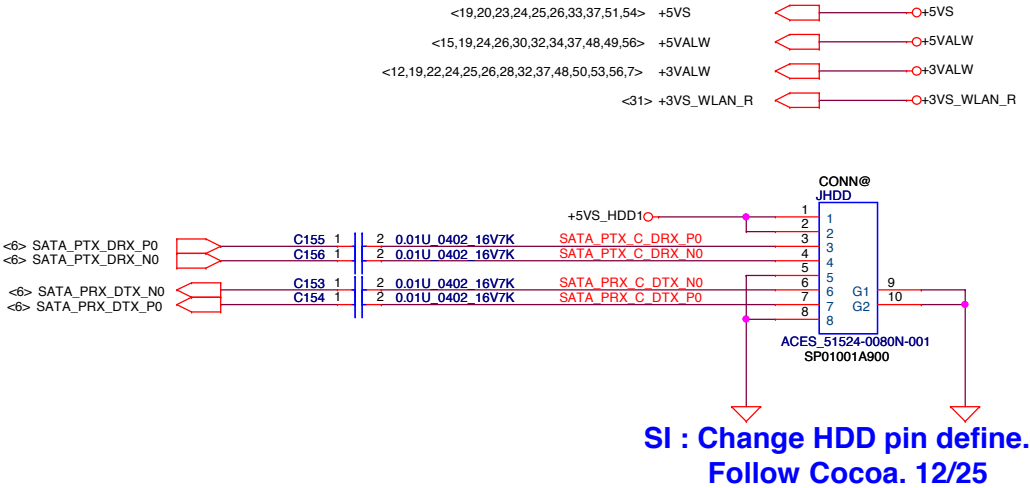 <19,20,23,24,25,26,33,37,51,54> +5VS +5VS
<15,19,24,26,30,32,34,37,48,49,56> +5VALW +5VALW
<12,19,22,24,25,26,28,32,37,48,50,53,56,7> +3VALW +3VALW
<31> +3VS_WLAN_R +3VS_WLAN_R
CONN@
JHDD
+5VS_HDD1 1 1
2 2
<6> SATA_PTX_DRX_P0 C155 1 2 0.01U_0402_16V7K SATA_PTX_C_DRX_P0 3 3
<6> SATA_PTX_DRX_N0 C156 1 2 0.01U_0402_16V7K SATA_PTX_C_DRX_N0 4 4
5 5
<6> SATA_PRX_DTX_N0 C153 1 2 0.01U_0402_16V7K SATA_PRX_C_DTX_N0 6 6 G1 9
<6> SATA_PRX_DTX_P0 C154 1 2 0.01U_0402_16V7K SATA_PRX_C_DTX_P0 7 7 G2 10
8 8
ACES_51524-0080N-001
SP01001A900
SI : Change HDD pin define.
Follow Cocoa. 12/25